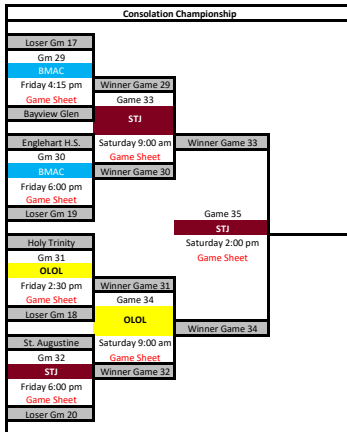 Consolation Championship
Loser Gm 17
Gm 29
BMAC
Friday 4:15 pm
Game Sheet
Bayview Glen
Winner Game 29
Game 33
STJ
Saturday 9:00 am
Game Sheet
Winner Game 30
Englehart H.S.
Gm 30
BMAC
Friday 6:00 pm
Game Sheet
Loser Gm 19
Winner Game 33
Game 35
STJ
Saturday 2:00 pm
Game Sheet
Winner Game 34
Holy Trinity
Gm 31
OLOL
Friday 2:30 pm
Game Sheet
Loser Gm 18
Winner Game 31
Game 34
OLOL
Saturday 9:00 am
Game Sheet
Winner Game 32
St. Augustine
Gm 32
STJ
Friday 6:00 pm
Game Sheet
Loser Gm 20